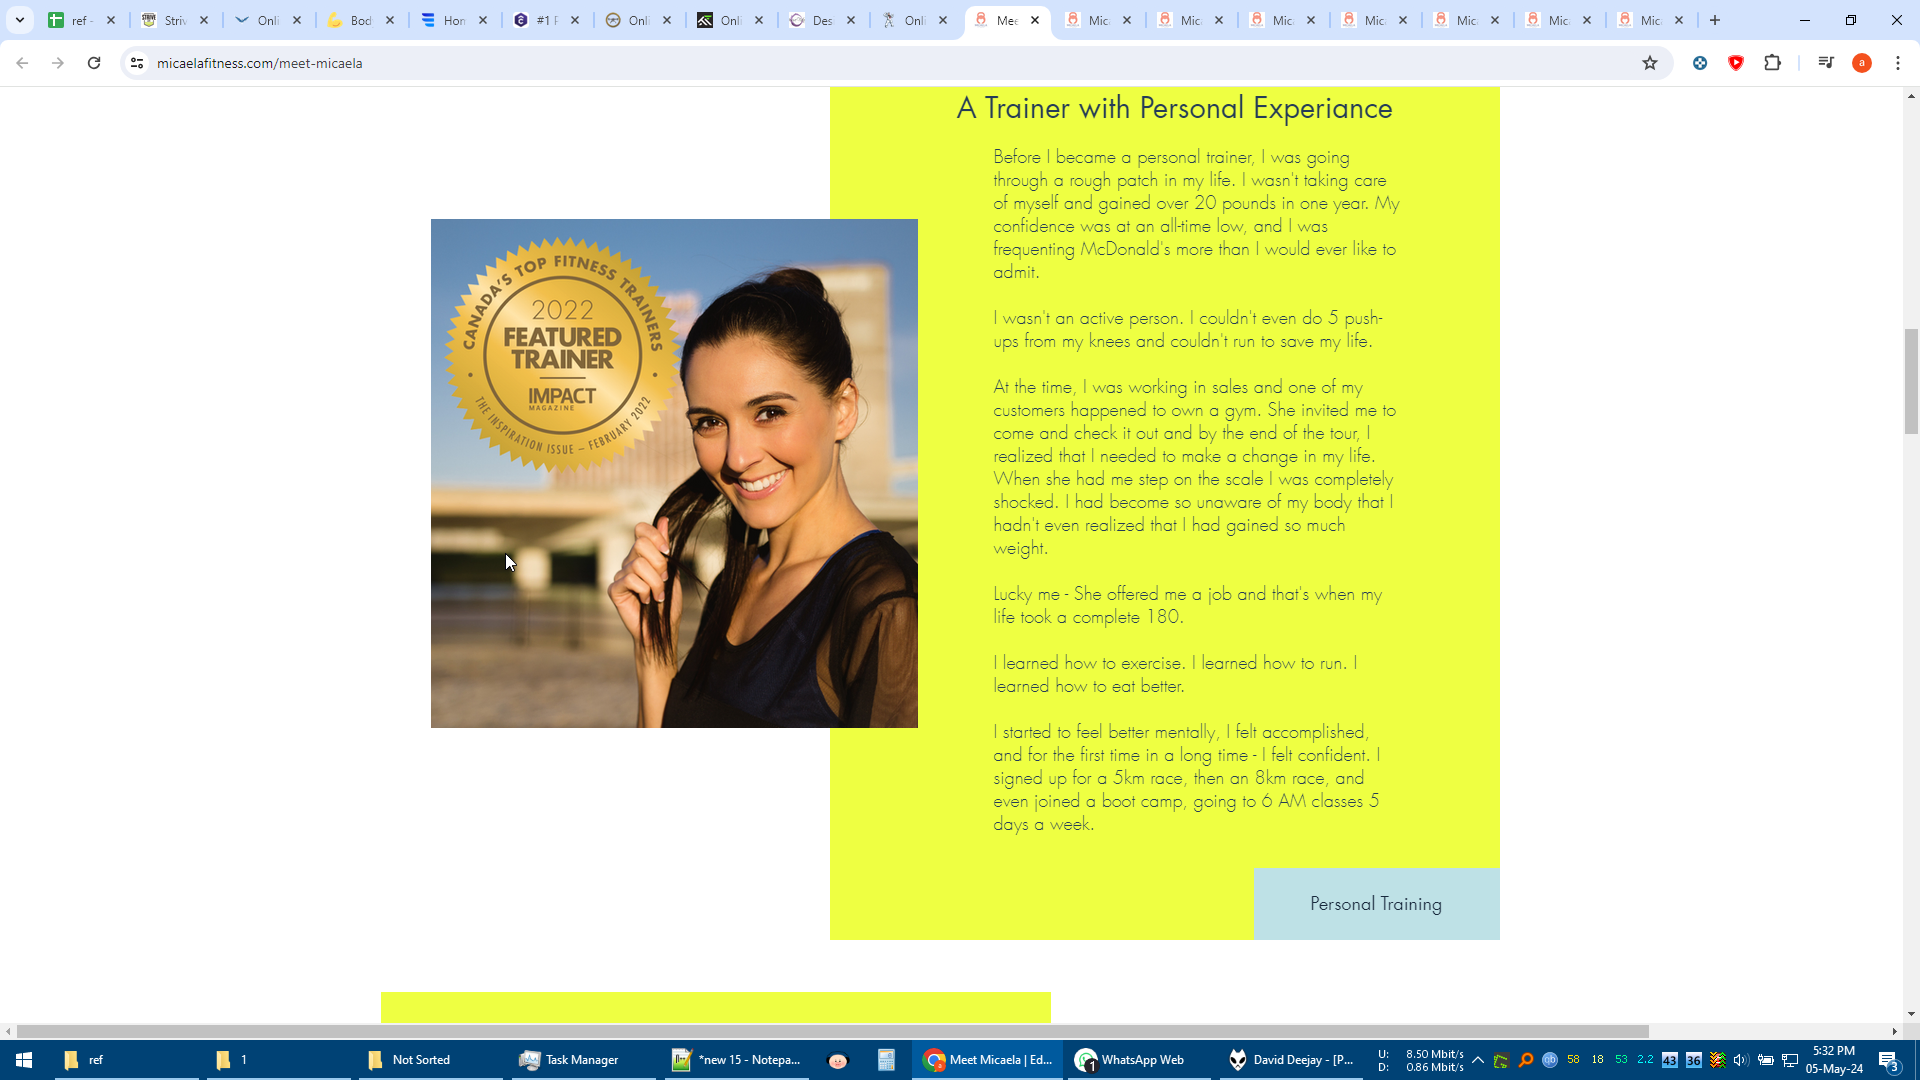 ref -
Striv
Onli
Bod
Hon
#1 F
Onli
Onli
Desi
Onli
Mee
Mica
Mica
Mica
Mica
Mica
Mica
Mica
micaelafitness.com/meet-micaela
a
A Trainer with Personal Experiance
Before I became a personal trainer, I was going
through a rough patch in my life. I wasn't taking care
of myself and gained over 20 pounds in one year. My
confidence was at an all-time low, and I was
frequenting McDonald's more than I would ever like to
admit.
I wasn't an active person. I couldn't even do 5 push-
ups from my knees and couldn't run to save my life.
At the time, I was working in sales and one of my
customers happened to own a gym. She invited me to
come and check it out and by the end of the tour, I
realized that I needed to make a change in my life.
When she had me step on the scale I was completely
shocked. I had become so unaware of my body that I
hadn't even realized that I had gained so much
weight.
Lucky me - She offered me a job and that's when my
life took a complete 180.
I learned how to exercise. I learned how to run. I
learned how to eat better.
I started to feel better mentally, I felt accomplished,
and for the first time in a long time - I felt confident. I
signed up for a 5km race, then an 8km race, and
even joined a boot camp, going to 6 AM classes 5
days a week.
Personal Training
CANADA'S TOP FITNESS TRAINERS
2022
FEATURED
TRAINER
IMPACT
MAGAZINE
THE INSPIRATION ISSUE – FEBRUARY 2022
ref
1
Not Sorted
Task Manager
*new 15 - Notepa...
Meet Micaela | Ed...
WhatsApp Web
David Deejay - [P...
U: 8.50 Mbit/s
D: 0.86 Mbit/s
58 18 53 2.2 43 36
5:32 PM
05-May-24
3